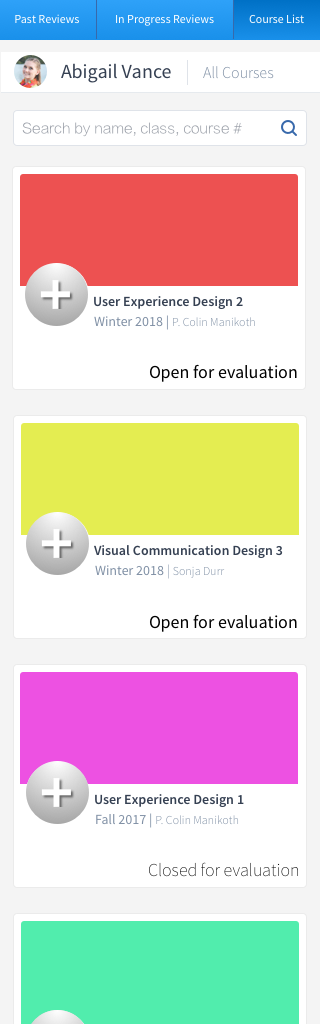 Past Reviews
In Progress Reviews
Course List
Abigail Vance
All Courses
Search by name, class, course #
User Experience Design 2
Winter 2018 | P. Colin Manikoth
Open for evaluation
Visual Communication Design 3
Winter 2018 | Sonja Durr
Open for evaluation
User Experience Design 1
Fall 2017 | P. Colin Manikoth
Closed for evaluation